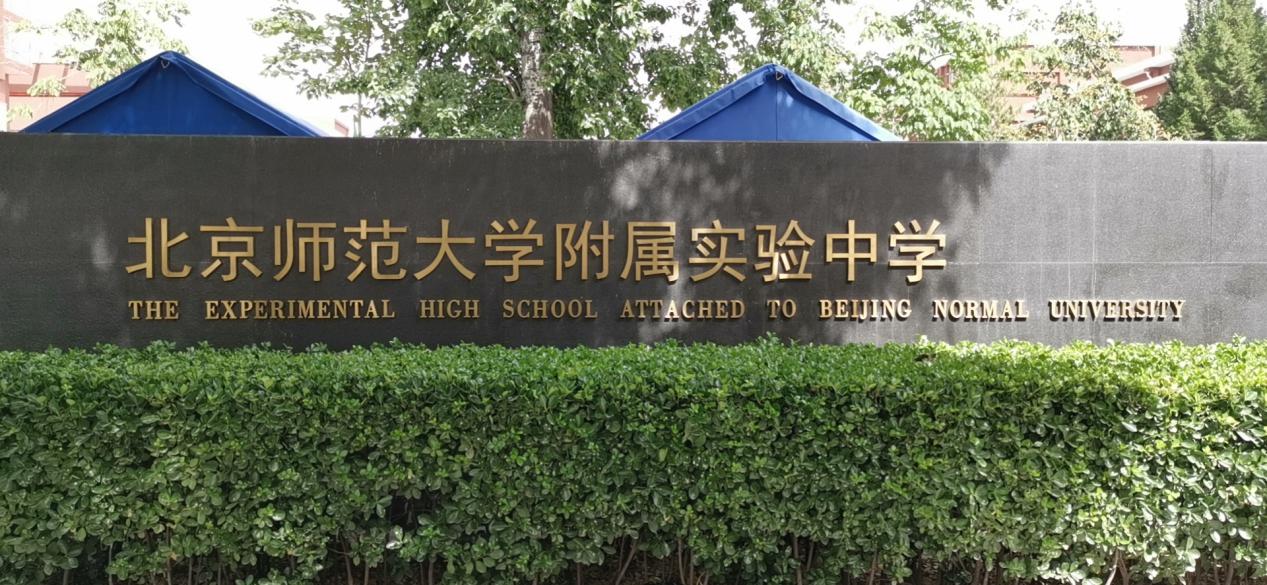 北京师范大学附属实验中学
THE EXPERIMENTAL HIGH SCHOOL ATTACHED TO BEIJING NORMAL UNIVERSITY